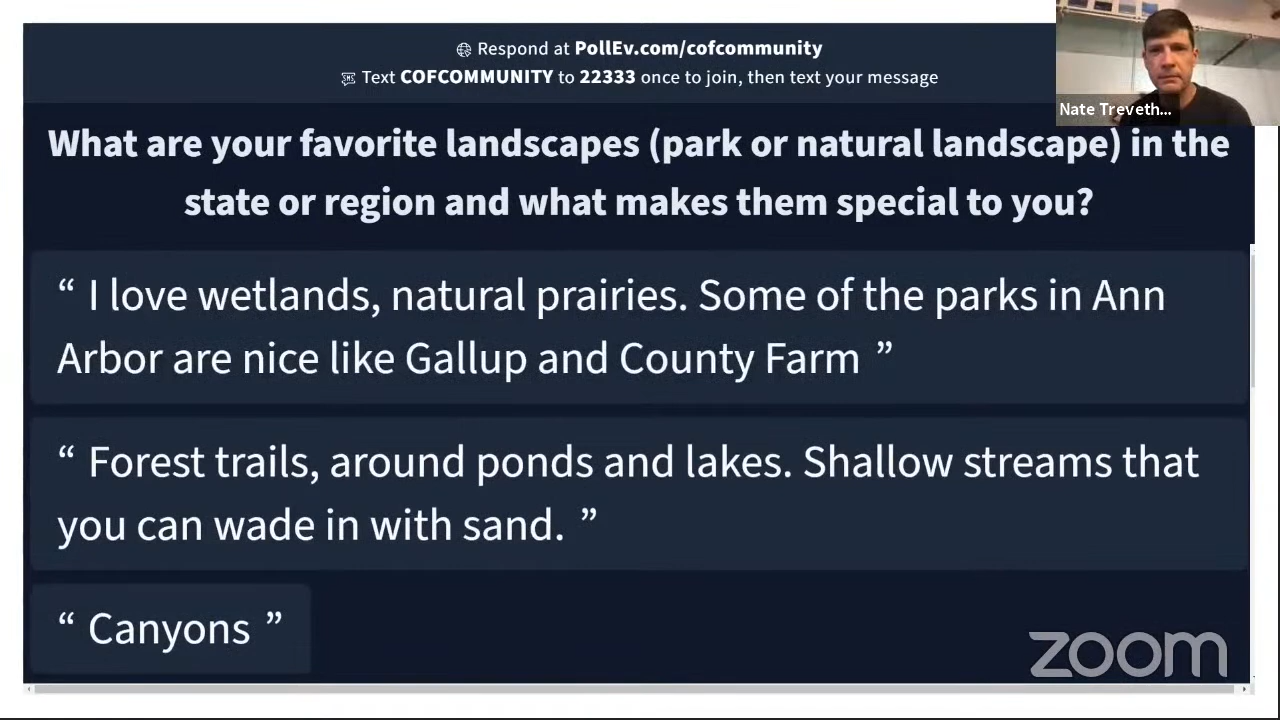 Respond at PollEv.com/cofcommunity
Text COFCOMMUNITY to 22333 once to join, then text your message
Nate Treveth...
What are your favorite landscapes (park or natural landscape) in the
state or region and what makes them special to you?
“ I love wetlands, natural prairies. Some of the parks in Ann
Arbor are nice like Gallup and County Farm ”
“ Forest trails, around ponds and lakes. Shallow streams that
you can wade in with sand. ”
“ Canyons ”
zoom